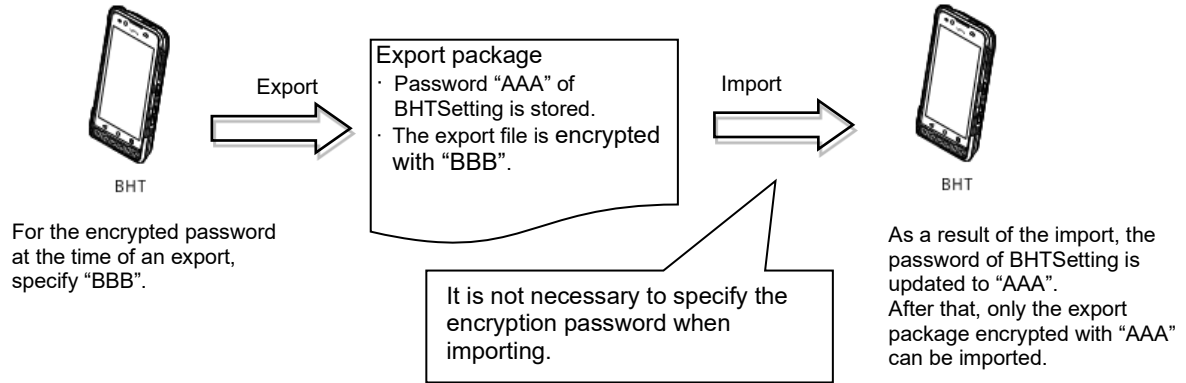 Export package
· Password “AAA” of
BHTSetting is stored.
· The export file is encrypted
with “BBB”.
Export
Import
BHT
BHT
For the encrypted password
at the time of an export,
specify “BBB”.
It is not necessary to specify the
encryption password when
importing.
As a result of the import, the
password of BHTSetting is
updated to “AAA”.
After that, only the export
package encrypted with “AAA”
can be imported.